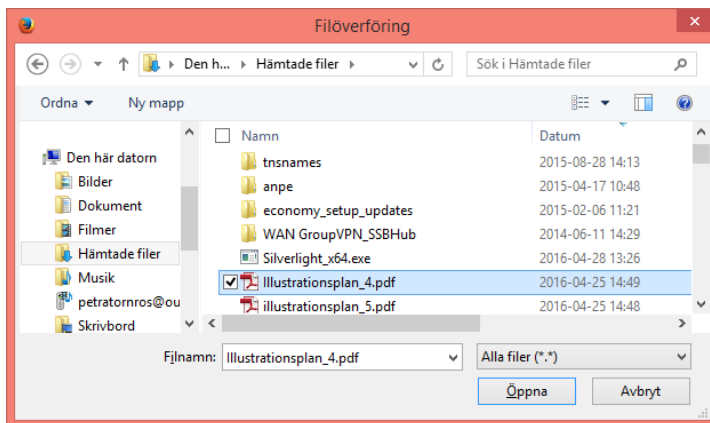 Filöverföring
Den h... Hämtade filer
Sök i Hämtade filer
Ordna Ny mapp
Namn Datum
Den här datorn
Bilder
Dokument
Filmer
Hämtade filer
Musik
petratornros@ou
Skrivbord
tnsnames 2015-08-28 14:13
anpe 2015-04-17 10:48
economy_setup_updates 2015-02-06 11:21
WAN GroupVPN_SSBHub 2014-06-11 14:29
Silverlight_x64.exe 2016-04-28 13:26
Illustrationsplan_4.pdf 2016-04-25 14:49
illustrationsplan_5.pdf 2016-04-25 14:48
Filnamn: Illustrationsplan_4.pdf Alla filer (*.*)
Öppna Avbryt